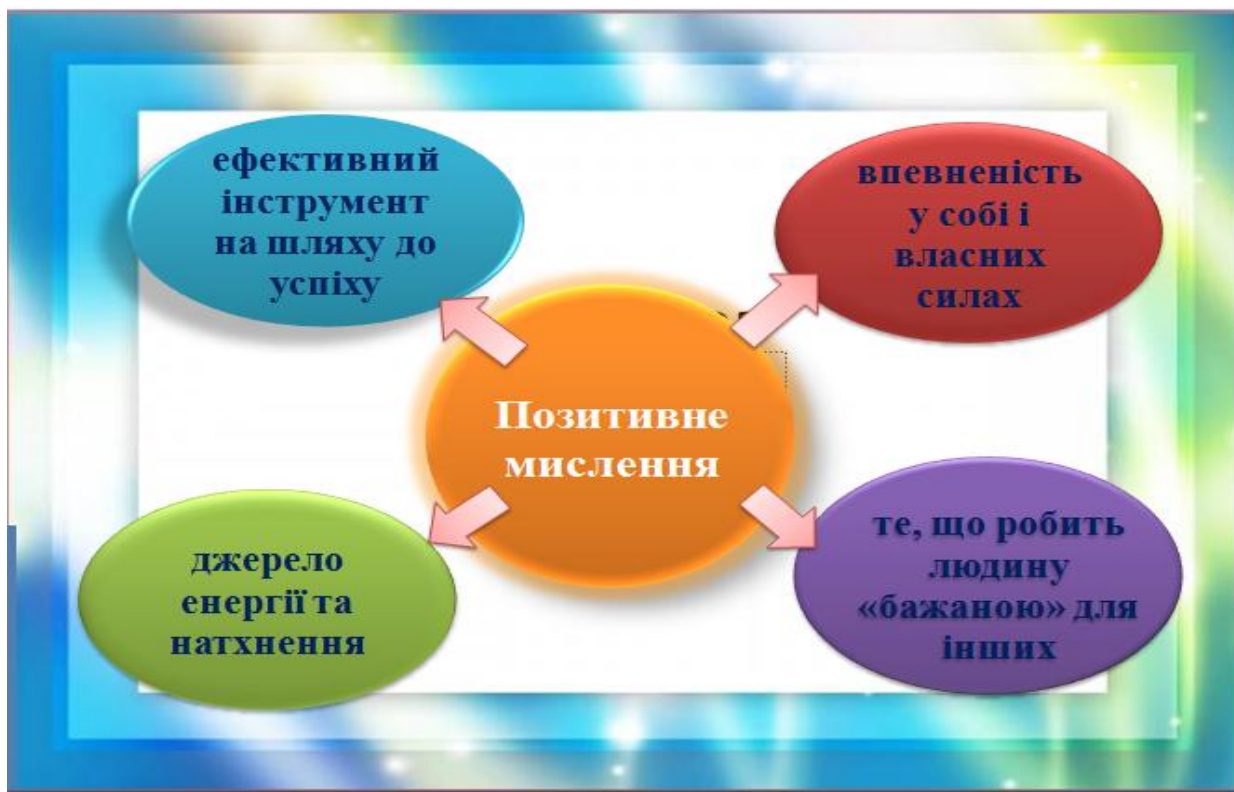 ефективний
інструмент
на шляху до
успіху
впевненість
у собі і
власних
силах
Позитивне
мислення
джерело
енергії та
натхнення
те, що робить
людину
«бажаною» для
інших